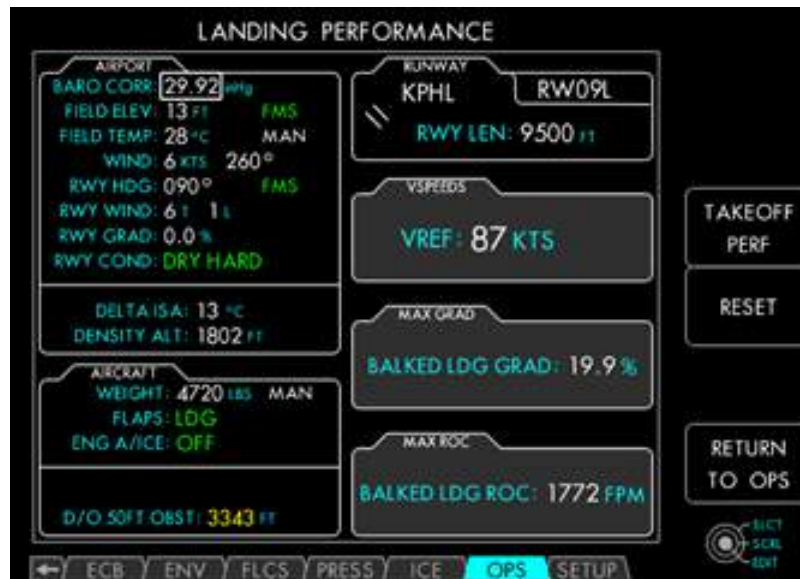 LANDING PERFORMANCE
AIRPORT
BARO CORR: 29.92 inHg
FIELD ELEV: 13 FT FMS
FIELD TEMP: 28 °C MAN
WIND: 6 KTS 260°
RWY HDG: 090° FMS
RWY WIND: 6 T 1 L
RWY GRAD: 0.0 %
RWY COND: DRY HARD
DELTA ISA: 13 °C
DENSITY ALT: 1802 FT
AIRCRAFT
WEIGHT: 4720 LBS MAN
FLAPS: LDG
ENG A/ICE: OFF
D/O 50FT OBST: 3343 FT
RUNWAY
KPHL RW09L
RWY LEN: 9500 FT
VSPEEDS
VREF: 87 KTS
MAX GRAD
BALKED LDG GRAD: 19.9 %
MAX ROC
BALKED LDG ROC: 1772 FPM
TAKEOFF
PERF
RESET
RETURN
TO OPS
SLCT
SCRL
EDIT
ECB ENV FLCS PRESS ICE OPS SETUP